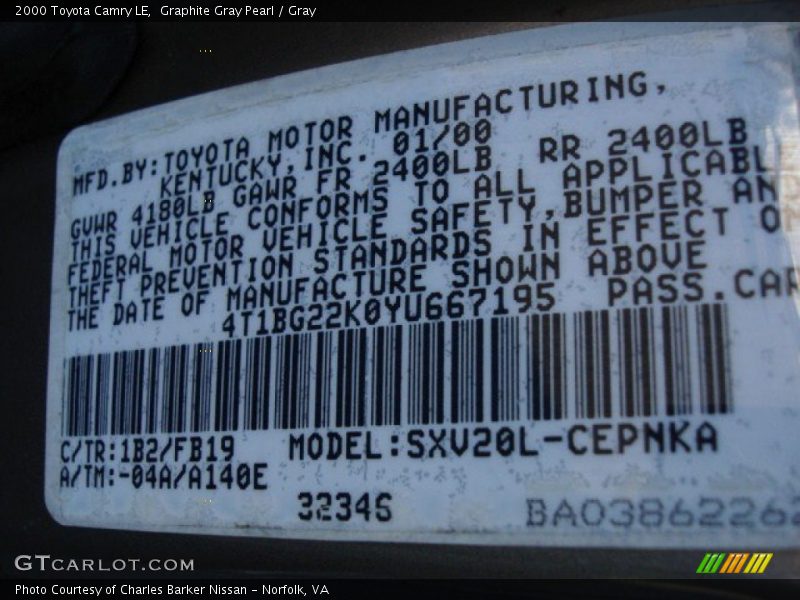 2000 Toyota Camry LE,  Graphite Gray Pearl / Gray
MFD.BY:TOYOTA MOTOR MANUFACTURING,
KENTUCKY,INC. 01/00
GVWR 4180LB GAWR FR 2400LB RR 2400LB
THIS VEHICLE CONFORMS TO ALL APPLICABL
FEDERAL MOTOR VEHICLE SAFETY,BUMPER AN
THEFT PREVENTION STANDARDS IN EFFECT O
THE DATE OF MANUFACTURE SHOWN ABOVE
4T1BG22K0YU667195 PASS.CAR
C/TR:1B2/FB19 MODEL:SXV20L-CEPNKA
A/TM:-04A/A140E
32346 BA03862262
GTCARLOT.COM
Photo Courtesy of Charles Barker Nissan - Norfolk, VA